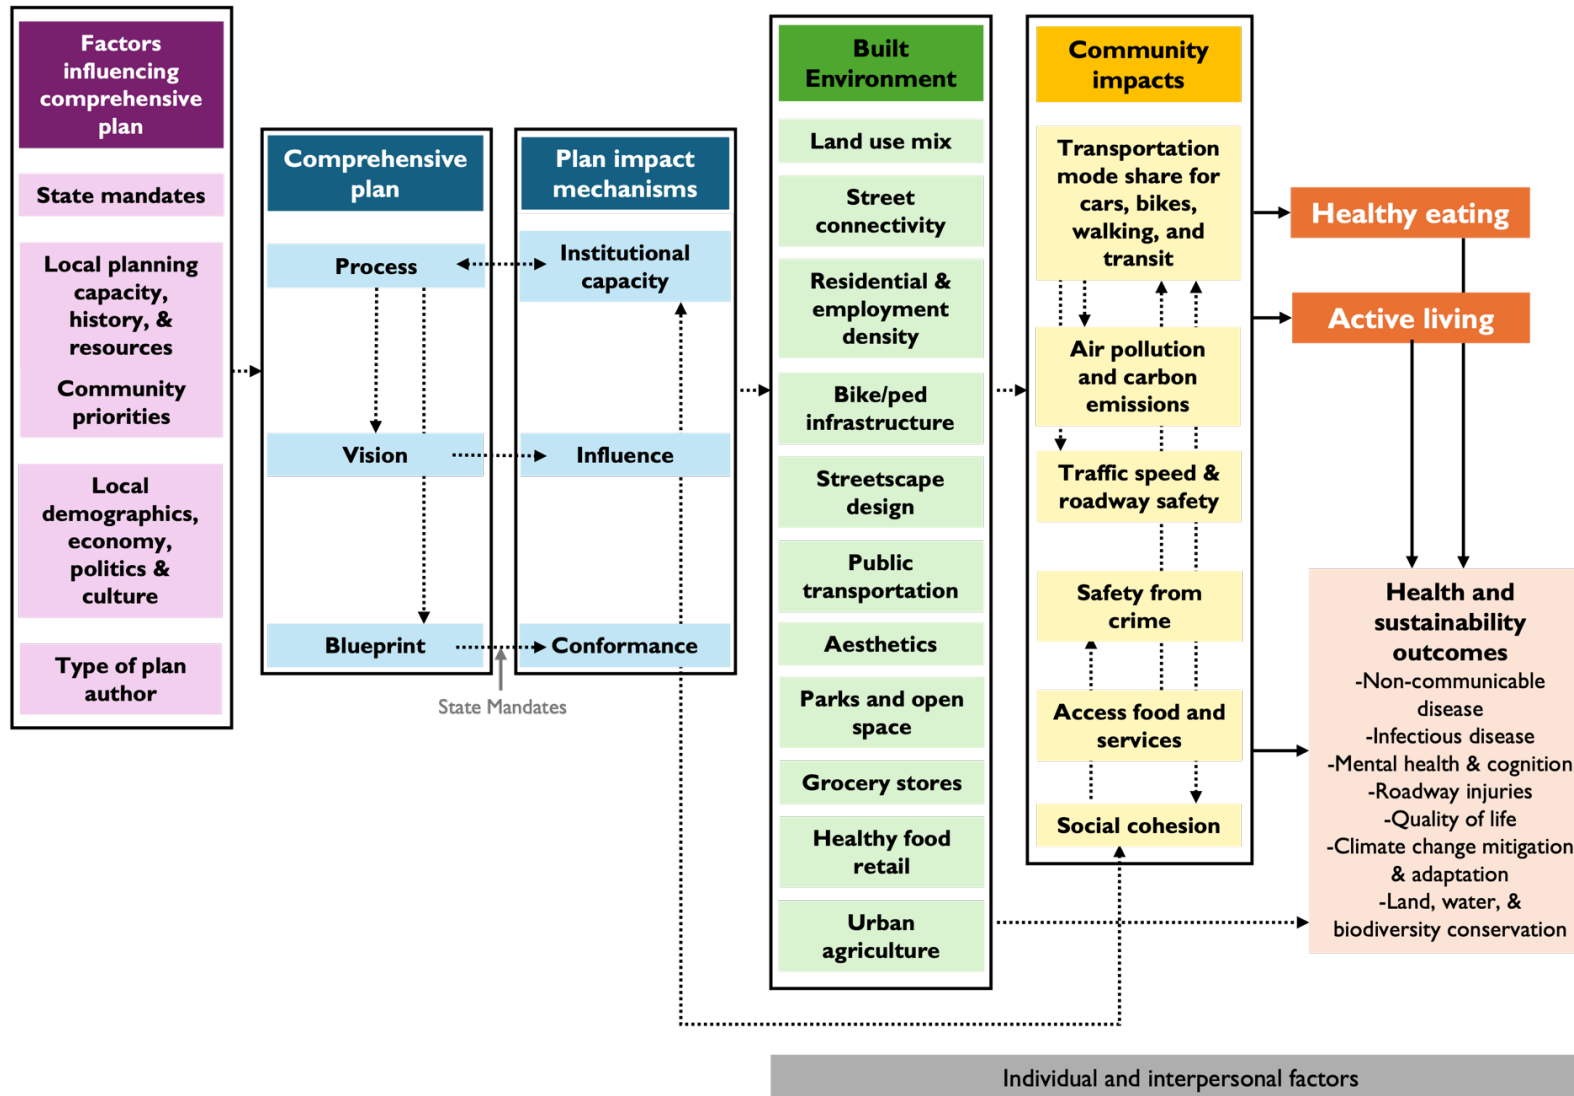 Factors
influencing
comprehensive
plan
State mandates
Local planning
capacity,
history, &
resources
Community
priorities
Local
demographics,
economy,
politics &
culture
Type of plan
author
Comprehensive
plan
Process
Vision
Blueprint
State Mandates
Plan impact
mechanisms
Institutional
capacity
Influence
Conformance
Built
Environment
Land use mix
Street
connectivity
Residential &
employment
density
Bike/ped
infrastructure
Streetscape
design
Public
transportation
Aesthetics
Parks and open
space
Grocery stores
Healthy food
retail
Urban
agriculture
Community
impacts
Transportation
mode share for
cars, bikes,
walking, and
transit
Air pollution
and carbon
emissions
Traffic speed &
roadway safety
Safety from
crime
Access food and
services
Social cohesion
Healthy eating
Active living
Health and
sustainability
outcomes
-Non-communicable
disease
-Infectious disease
-Mental health & cognition
-Roadway injuries
-Quality of life
-Climate change mitigation
& adaptation
-Land, water, &
biodiversity conservation
Individual and interpersonal factors